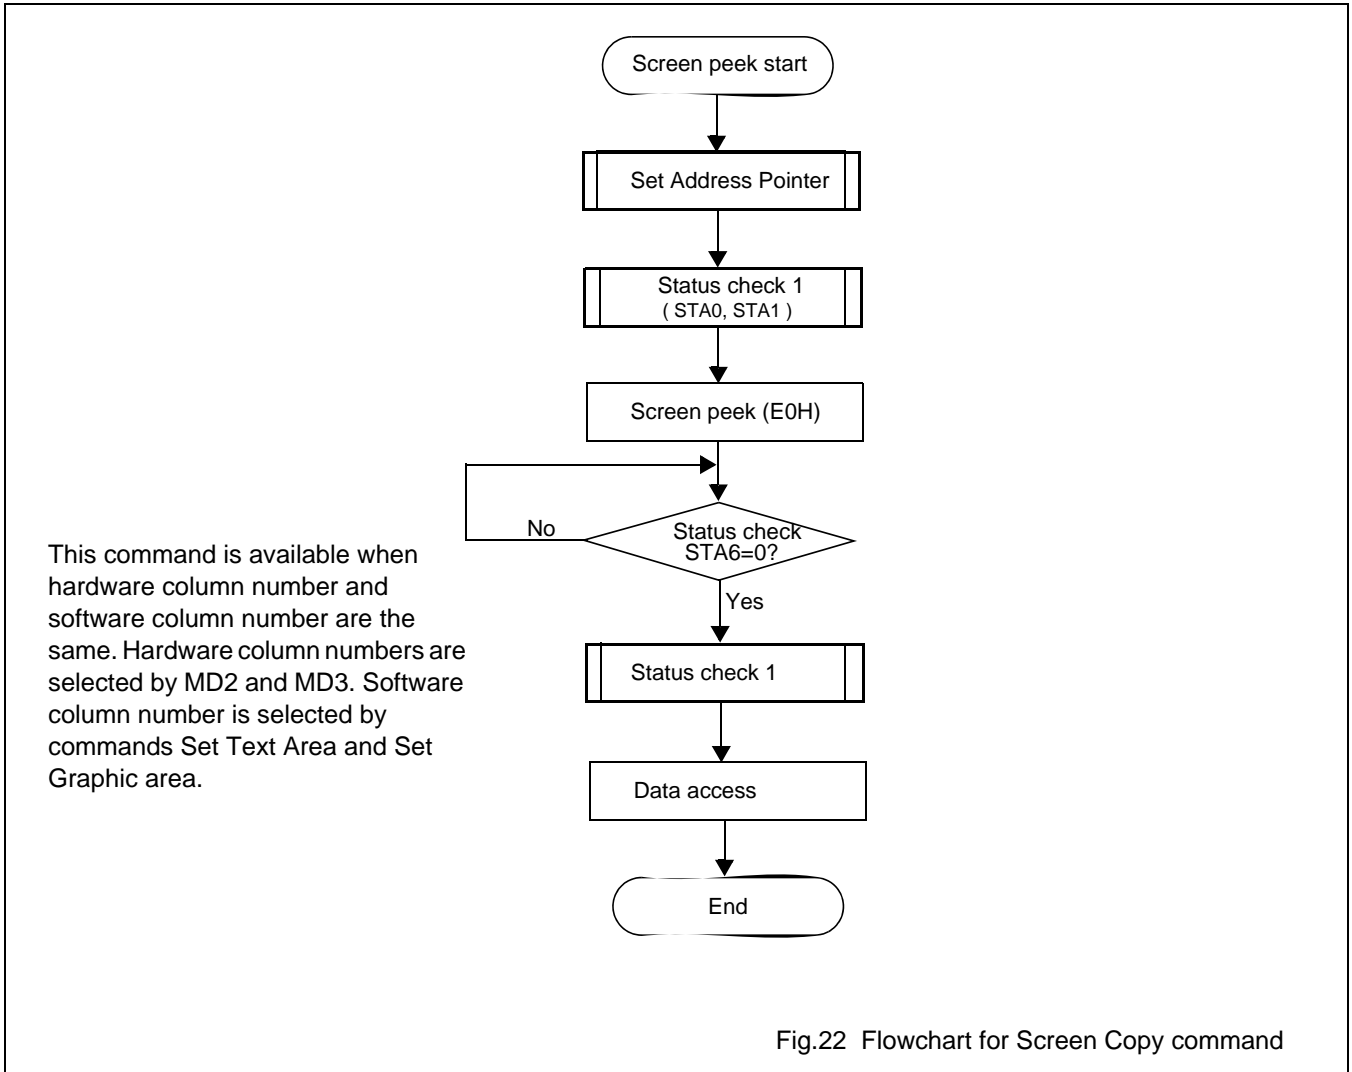 Screen peek start
Set Address Pointer
Status check 1
( STA0, STA1 )
Screen peek (E0H)
No
Status check
STA6=0?
Yes
This command is available when
hardware column number and
software column number are the
same. Hardware column numbers are
selected by MD2 and MD3. Software
column number is selected by
commands Set Text Area and Set
Graphic area.
Status check 1
Data access
End
Fig.22 Flowchart for Screen Copy command